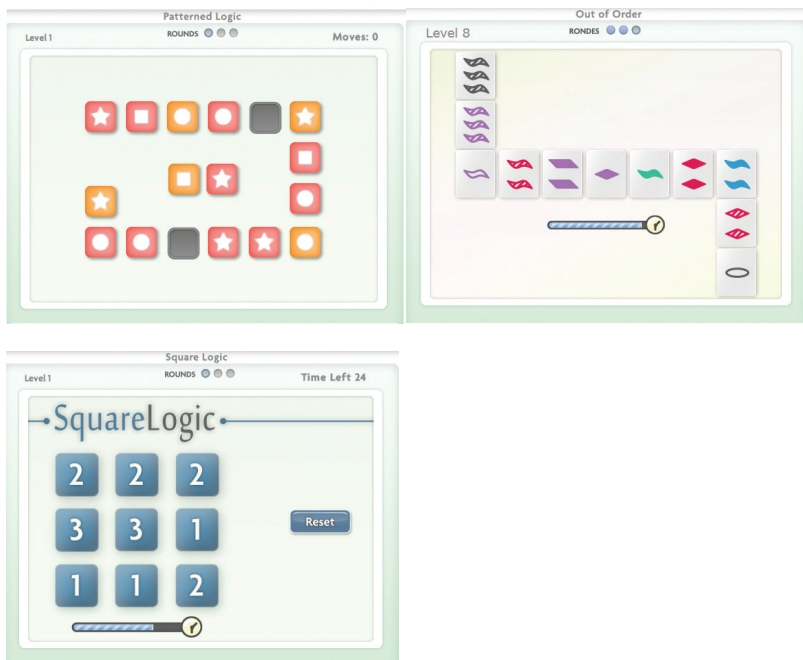 Patterned Logic
Level 1
ROUNDS
Moves: 0
Out of Order
Level 8
RONDES
Square Logic
Level 1
ROUNDS
Time Left 24
SquareLogic
2 2 2
3 3 1
Reset
1 1 2